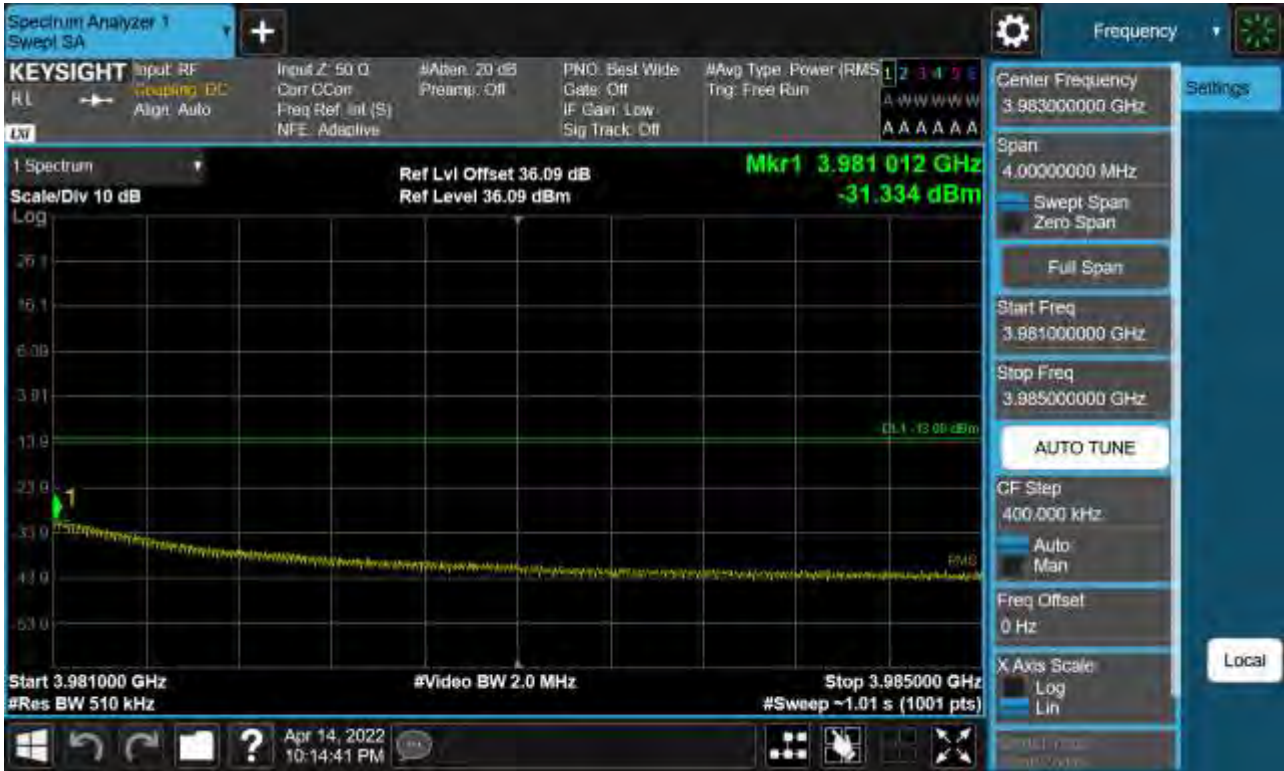 Spectrum Analyzer 1
Swept SA
Frequency
KEYSIGHT
Input: RF
Coupling: DC
Align: Auto
Input Z: 50 Ω
Corr CCorr
Freq Ref: Int (S)
NFE: Adaptive
#Atten: 20 dB
Preamp: Off
PNO: Best Wide
Gate: Off
IF Gain: Low
Sig Track: Off
#Avg Type: Power (RMS
Trig: Free Run
1 2 3 4 5 6
A W W W W W
A A A A A A
RL
LXI
1 Spectrum
Scale/Div 10 dB
Log
Ref Lvl Offset 36.09 dB
Ref Level 36.09 dBm
Mkr1 3.981 012 GHz
-31.334 dBm
26.1
16.1
6.09
-3.91
-13.9
-23.9
-33.9
-43.9
-53.9
1
RMS
Start 3.981000 GHz
#Res BW 510 kHz
#Video BW 2.0 MHz
Stop 3.985000 GHz
#Sweep ~1.01 s (1001 pts)
Center Frequency
3.983000000 GHz
Settings
Span
4.00000000 MHz
Swept Span
Zero Span
Full Span
Start Freq
3.981000000 GHz
Stop Freq
3.985000000 GHz
AUTO TUNE
CF Step
400.000 kHz
Auto
Man
Freq Offset
0 Hz
X Axis Scale
Log
Lin
Local
?
Apr 14, 2022
10:14:41 PM